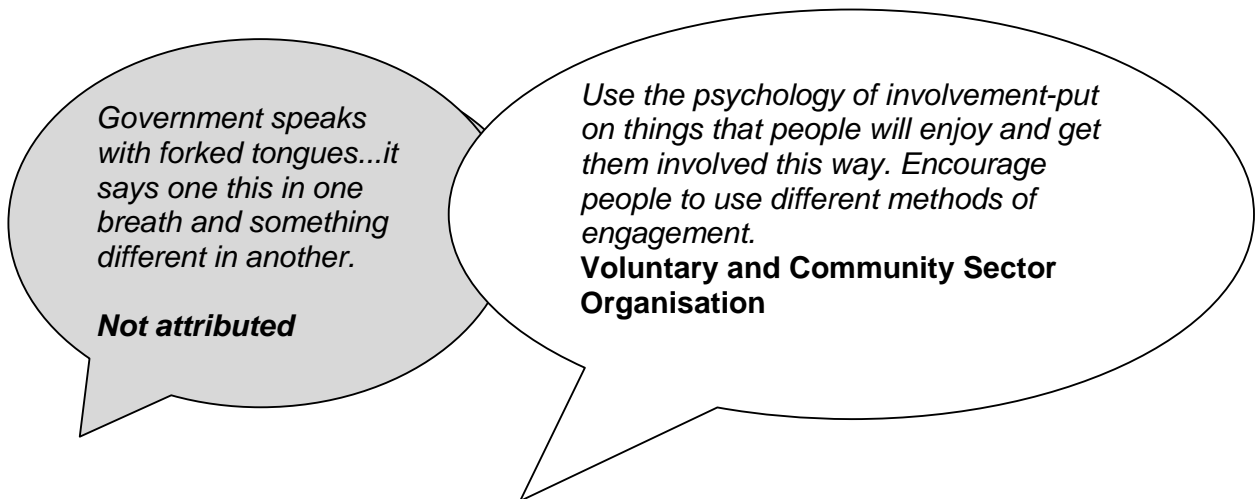 Government speaks
with forked tongues...it
says one this in one
breath and something
different in another.
Not attributed
Use the psychology of involvement-put
on things that people will enjoy and get
them involved this way. Encourage
people to use different methods of
engagement.
Voluntary and Community Sector
Organisation